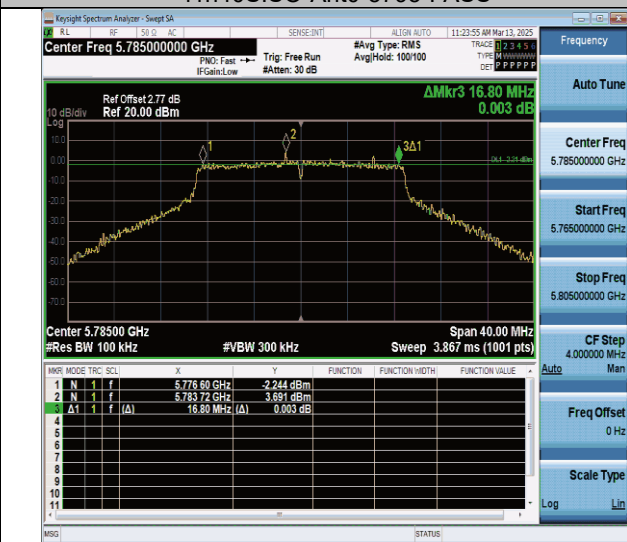 Keysight Spectrum Analyzer - Swept SA
RL RF 50 Ω AC SENSE:INT ALIGN AUTO 11:23:55 AM Mar 13, 2025
Center Freq 5.785000000 GHz
PNO: Fast
IFGain:Low
Trig: Free Run
#Atten: 30 dB
#Avg Type: RMS
Avg|Hold: 100/100
TRACE 1 2 3 4 5 6
TYPE M
DET P P P P P P
Frequency
Auto Tune
Center Freq
5.785000000 GHz
Start Freq
5.765000000 GHz
Stop Freq
5.805000000 GHz
CF Step
4.000000 MHz
Auto Man
Freq Offset
0 Hz
Scale Type
Log Lin
Ref Offset 2.77 dB
10 dB/div Ref 20.00 dBm
Log
ΔMkr3 16.80 MHz
0.003 dB
10.0
0.00
-10.0
-20.0
-30.0
-40.0
-50.0
-60.0
-70.0
1
2
3Δ1
DL1 -2.31 dBm
Center 5.78500 GHz Span 40.00 MHz
#Res BW 100 kHz #VBW 300 kHz Sweep 3.867 ms (1001 pts)
MKR MODE TRC SCL X Y FUNCTION FUNCTION WIDTH FUNCTION VALUE
1 N 1 f 5.776 60 GHz -2.244 dBm
2 N 1 f 5.783 72 GHz 3.691 dBm
3 Δ1 1 f (Δ) 16.80 MHz (Δ) 0.003 dB
4
5
6
7
8
9
10
11
MSG STATUS